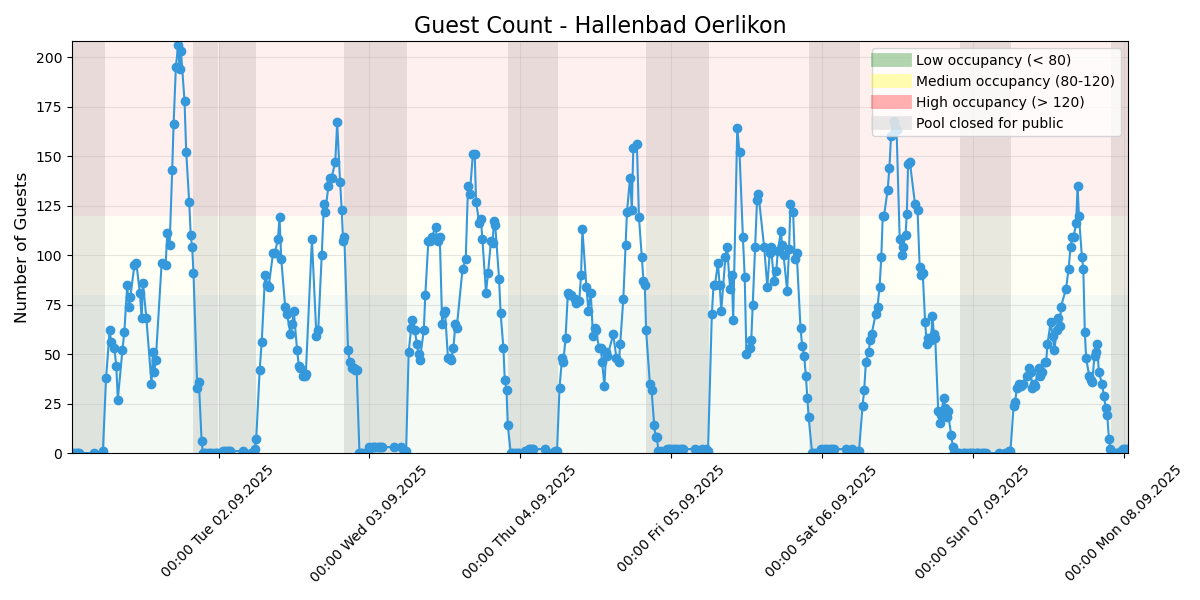 Guest Count - Hallenbad Oerlikon
Low occupancy (< 80)
Medium occupancy (80-120)
High occupancy (> 120)
Pool closed for public
Number of Guests
200
175
150
125
100
75
50
25
0
00:00 Tue 02.09.2025
00:00 Wed 03.09.2025
00:00 Thu 04.09.2025
00:00 Fri 05.09.2025
00:00 Sat 06.09.2025
00:00 Sun 07.09.2025
00:00 Mon 08.09.2025